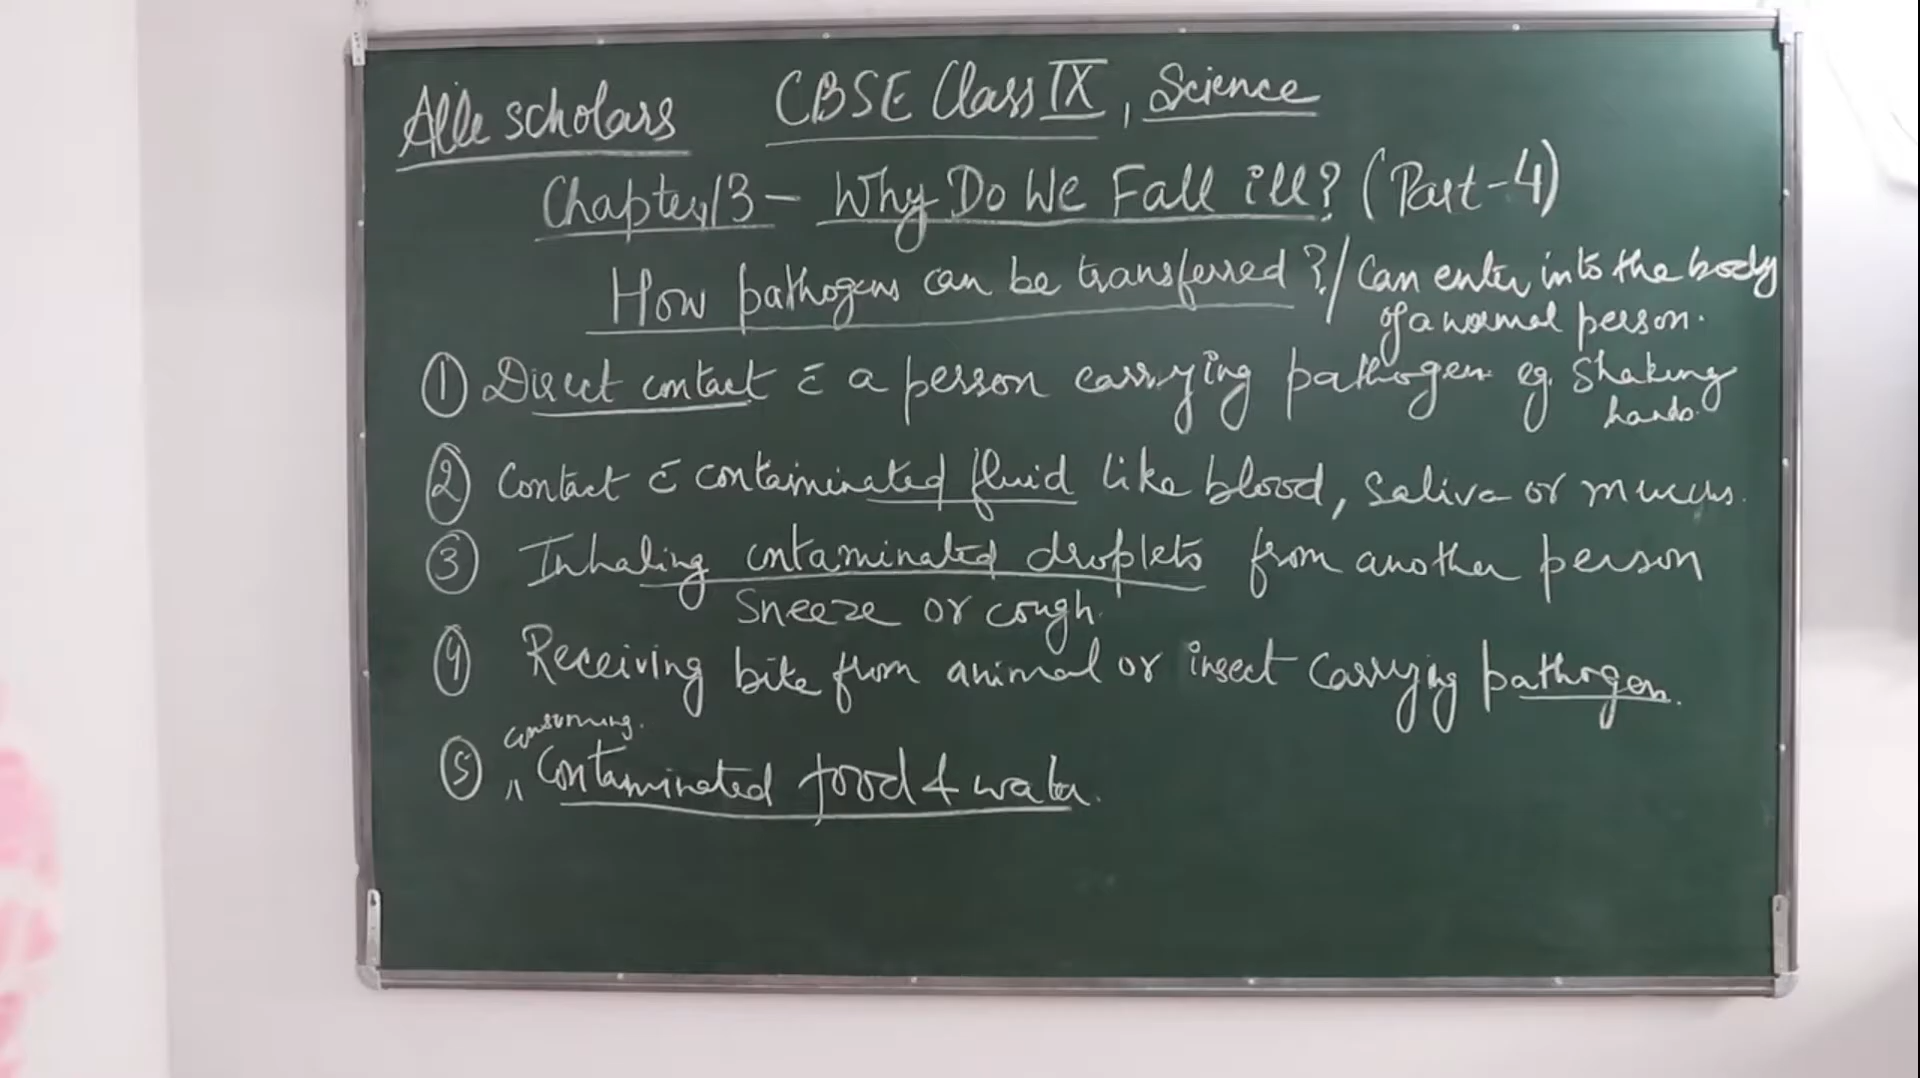 Alle scholars CBSE Class IX, Science
Chapter 13 - Why Do We Fall ill? (Part-4)
How pathogens can be transferred?/ Can enter into the body
of a normal person.
① Direct contact c̄ a person carrying pathogen eg. Shaking
hands.
② Contact c̄ contaminated fluid like blood, Saliva or mucus.
③ Inhaling contaminated droplets from another person
Sneeze or cough.
④ Receiving bite from animal or insect carrying pathogen.
consuming.
⑤ ^ Contaminated food & water.